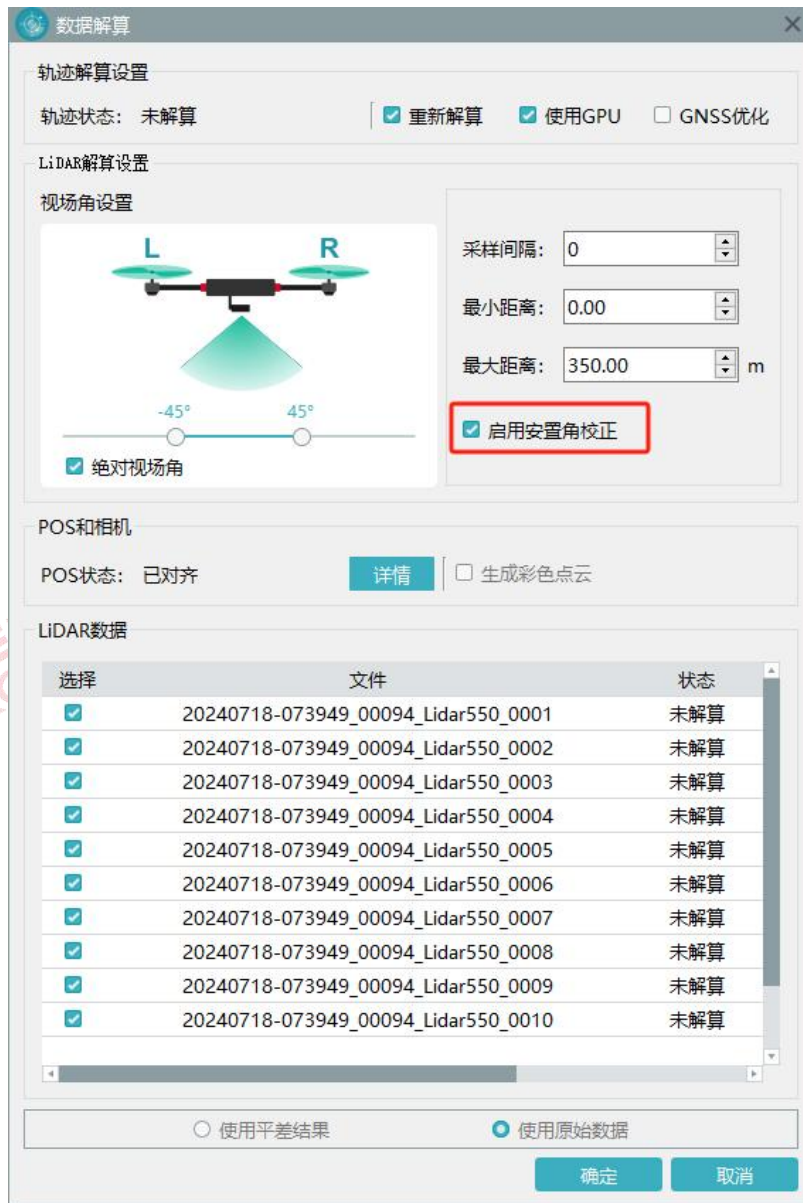 数据解算
轨迹解算设置
轨迹状态: 未解算 重新解算 使用GPU GNSS优化
LiDAR解算设置
视场角设置
L R
采样间隔: 0
最小距离: 0.00
最大距离: 350.00 m
-45° 45°
启用安置角校正
绝对视场角
POS和相机
POS状态: 已对齐 详情 生成彩色点云
LiDAR数据
选择 文件 状态
20240718-073949_00094_Lidar550_0001 未解算
20240718-073949_00094_Lidar550_0002 未解算
20240718-073949_00094_Lidar550_0003 未解算
20240718-073949_00094_Lidar550_0004 未解算
20240718-073949_00094_Lidar550_0005 未解算
20240718-073949_00094_Lidar550_0006 未解算
20240718-073949_00094_Lidar550_0007 未解算
20240718-073949_00094_Lidar550_0008 未解算
20240718-073949_00094_Lidar550_0009 未解算
20240718-073949_00094_Lidar550_0010 未解算
使用平差结果 使用原始数据
确定 取消